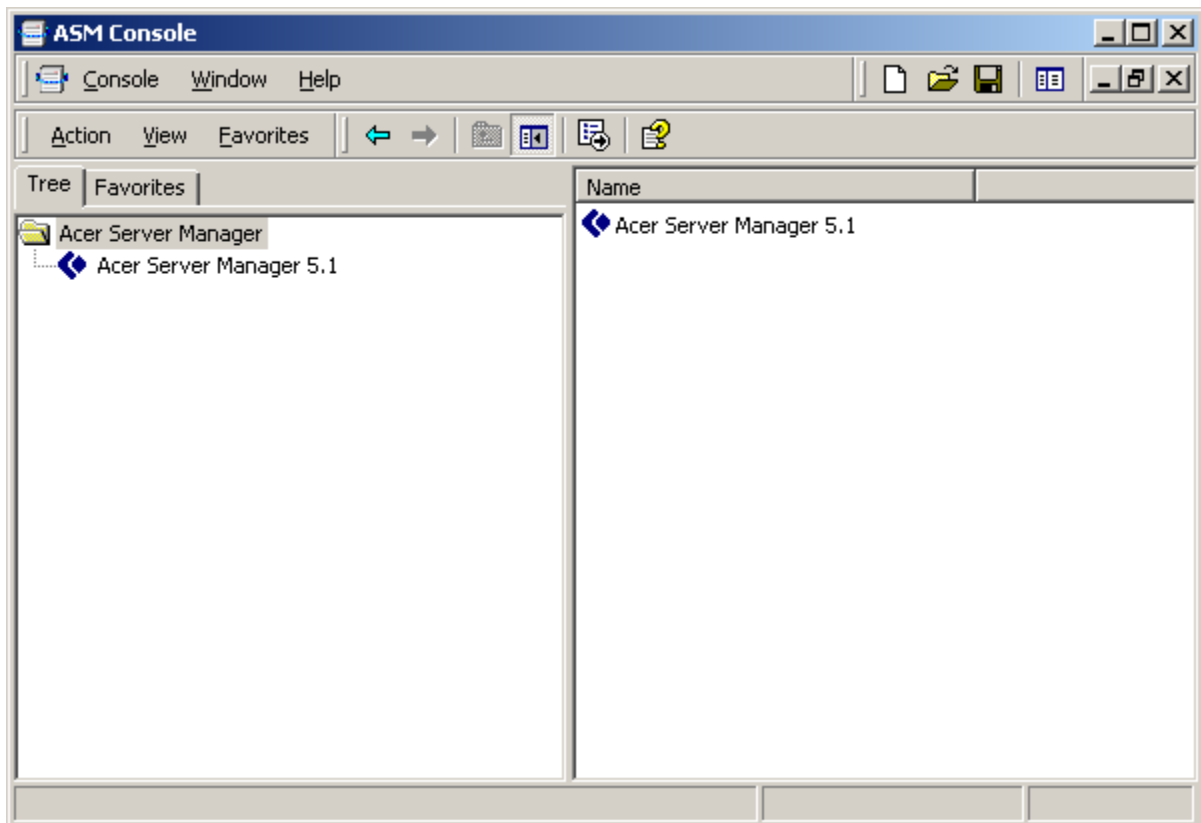 ASM Console
Console Window Help
Action View Favorites
Tree Favorites
Name
Acer Server Manager
Acer Server Manager 5.1
Acer Server Manager 5.1